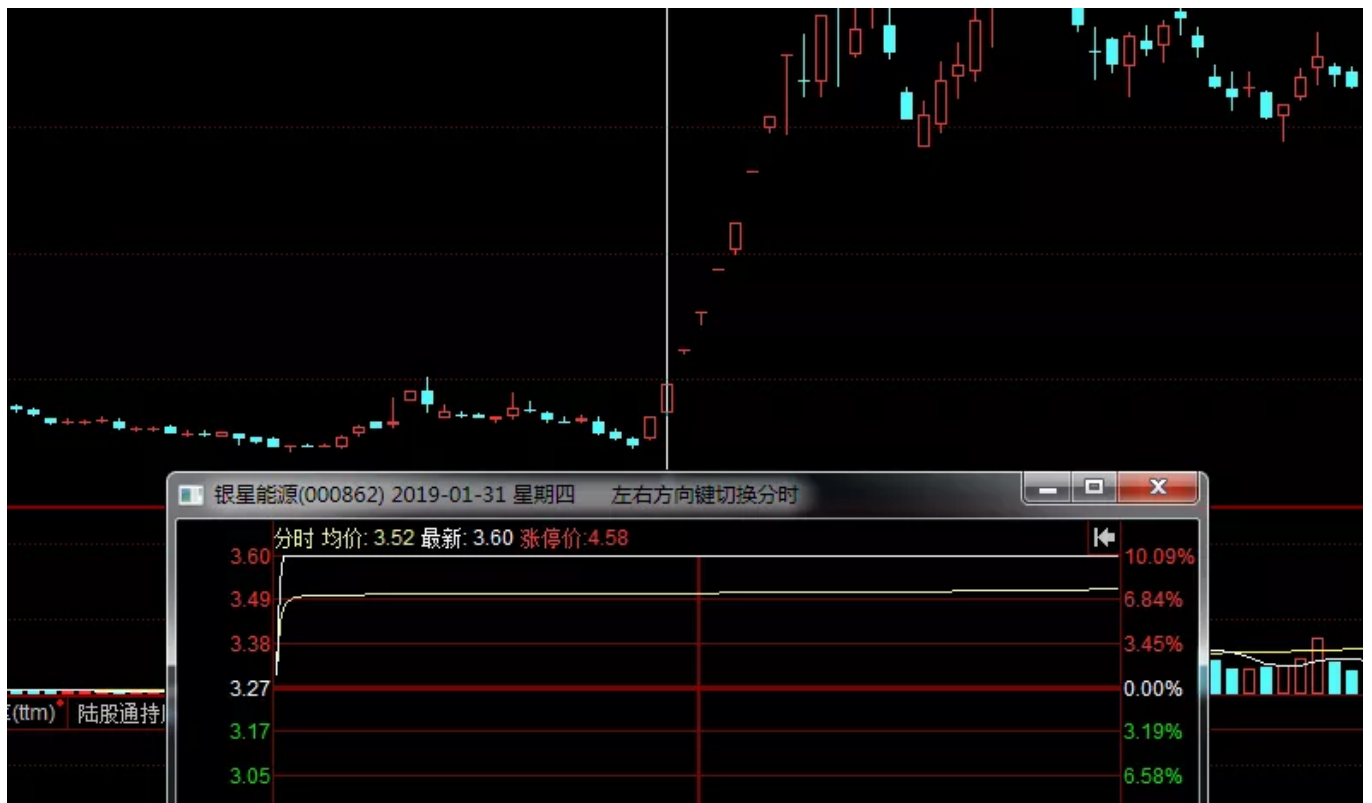 银星能源(000862) 2019-01-31 星期四 左右方向键切换分时
分时 均价: 3.52 最新: 3.60 涨停价:4.58
3.60 10.09%
3.49 6.84%
3.38 3.45%
3.27 0.00%
3.17 3.19%
3.05 6.58%
(ttm) 陆股通持